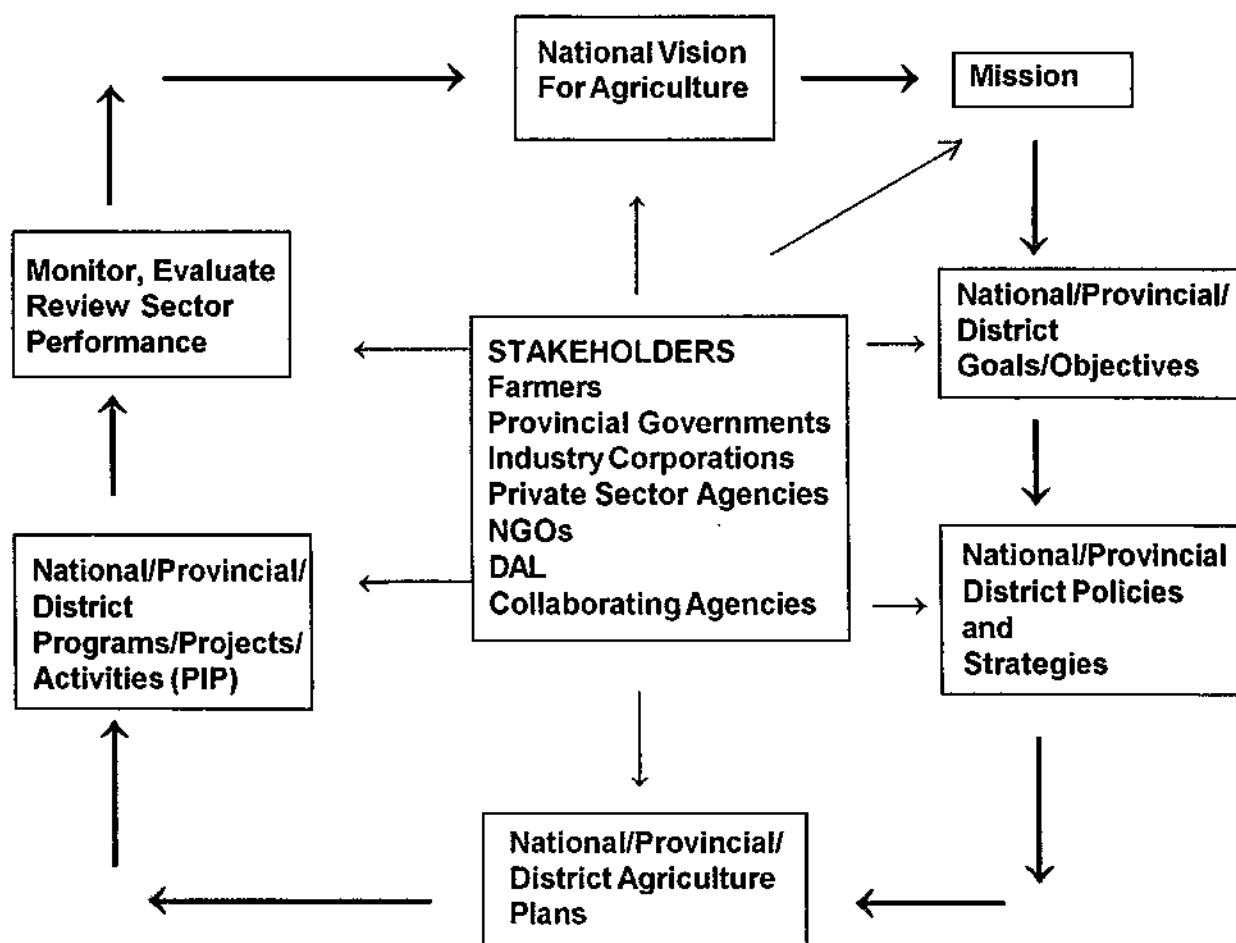 National Vision
For Agriculture
Mission
Monitor, Evaluate
Review Sector
Performance
National/Provincial/
District
Goals/Objectives
STAKEHOLDERS
Farmers
Provincial Governments
Industry Corporations
Private Sector Agencies
NGOs
DAL
Collaborating Agencies
National/Provincial/
District
Programs/Projects/
Activities (PIP)
National/Provincial
District Policies
and
Strategies
National/Provincial/
District Agriculture
Plans